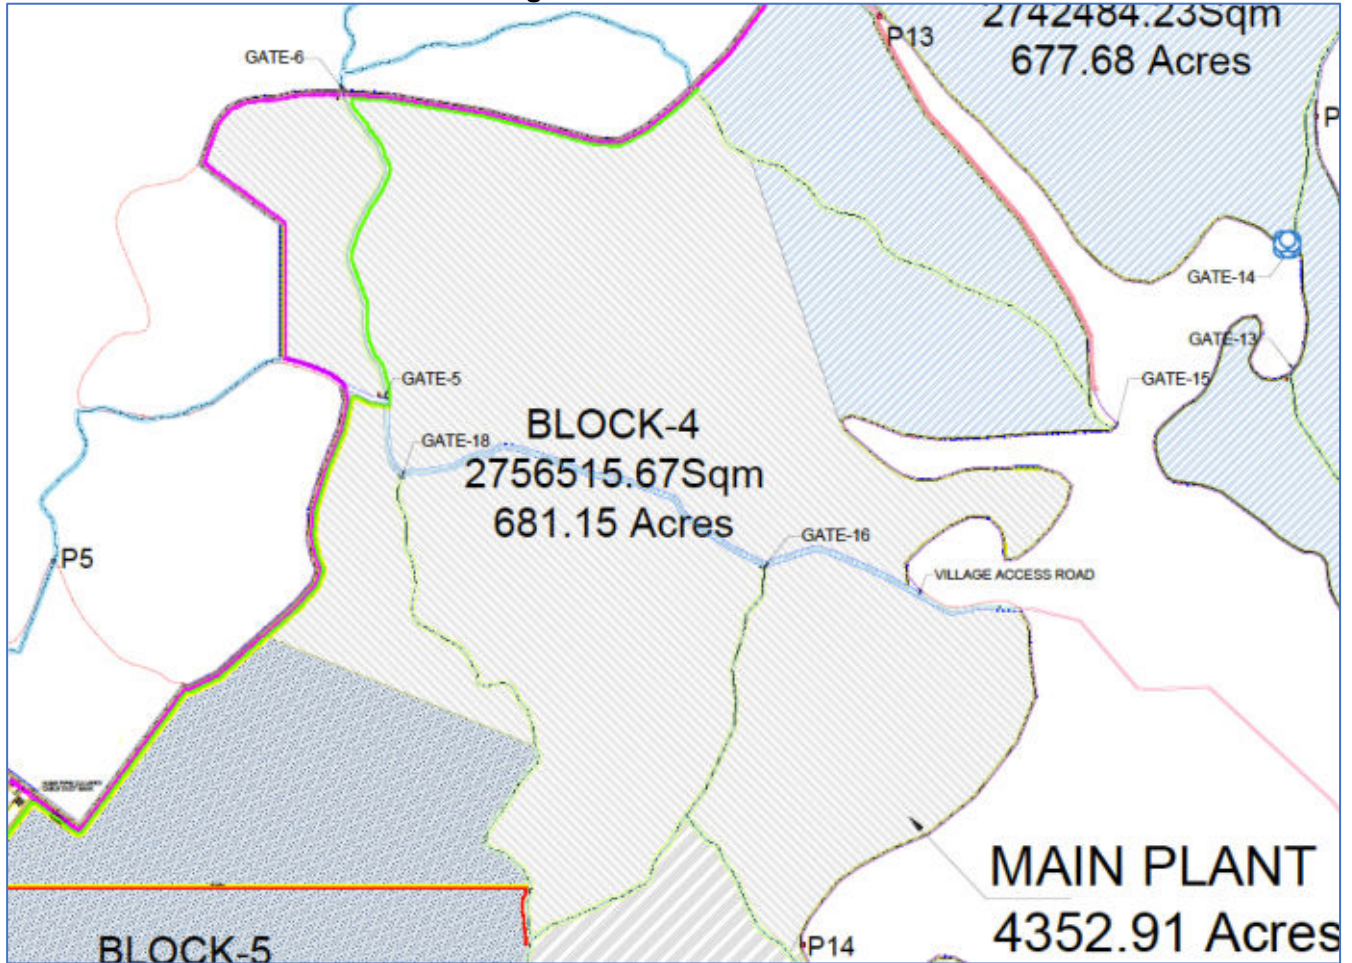 2742484.23Sqm
677.68 Acres
P13
GATE-6
P
GATE-14
GATE-13
GATE-15
GATE-5
GATE-18
BLOCK-4
2756515.67Sqm
681.15 Acres
GATE-16
VILLAGE ACCESS ROAD
P5
MAIN PLANT
4352.91 Acres
BLOCK-5
P14